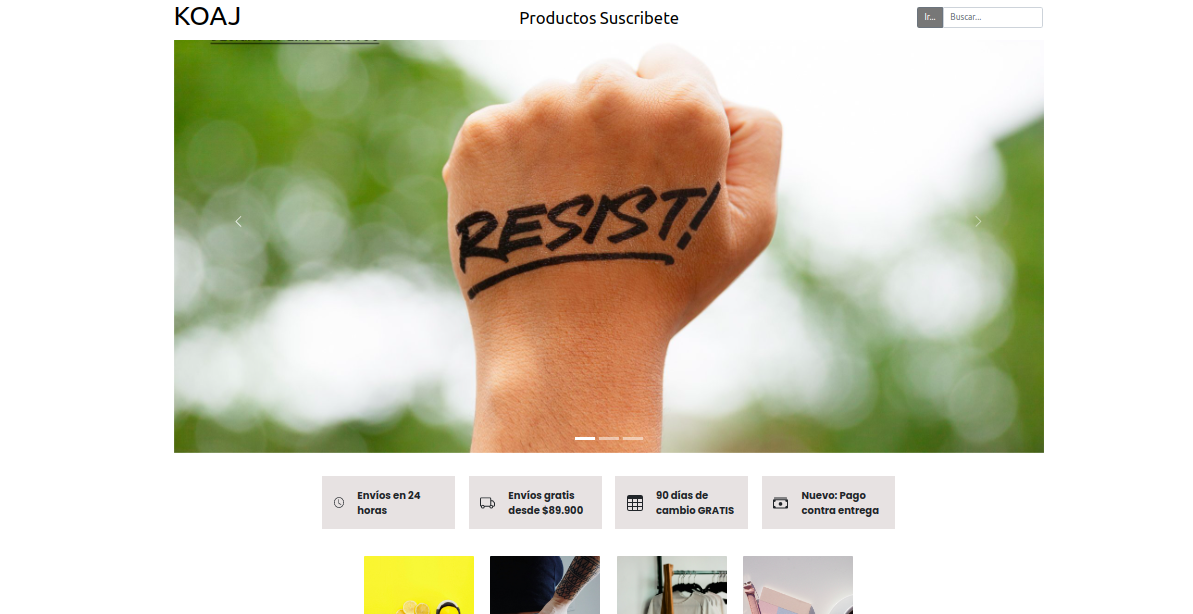 KOAJ
Productos Suscribete
Ir...
Buscar...
RESIST!
Envíos en 24
horas
Envíos gratis
desde $89.900
90 días de
cambio GRATIS
Nuevo: Pago
contra entrega